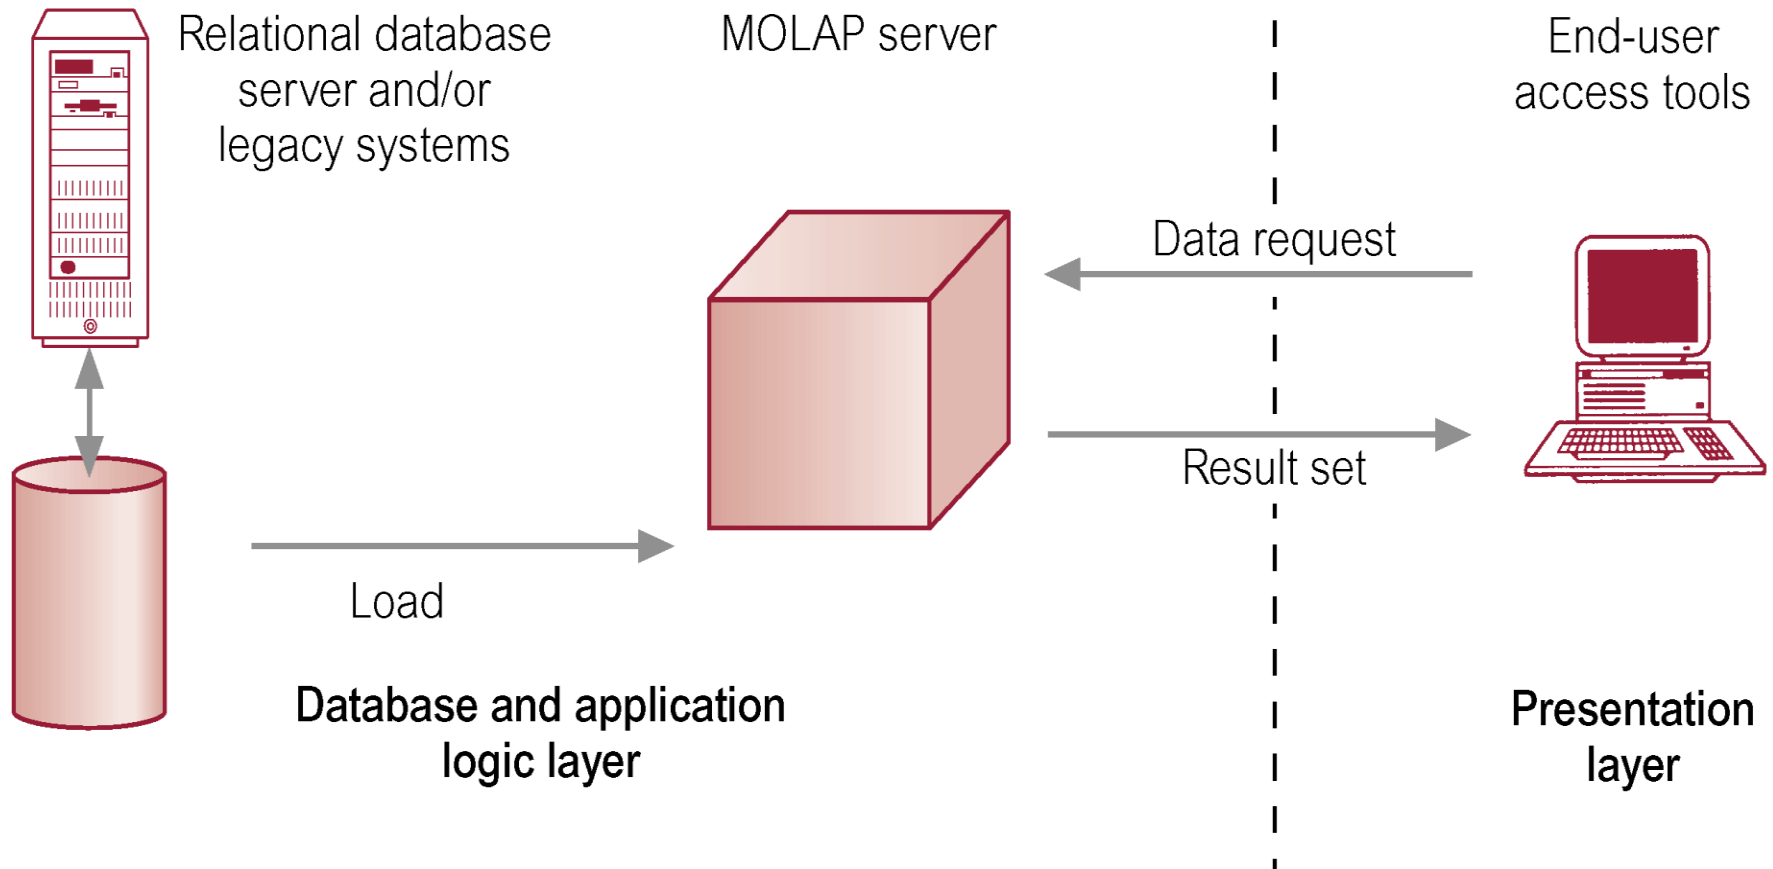 Relational database
server and/or
legacy systems
MOLAP server
End-user
access tools
Data request
Result set
Load
Database and application
logic layer
Presentation
layer